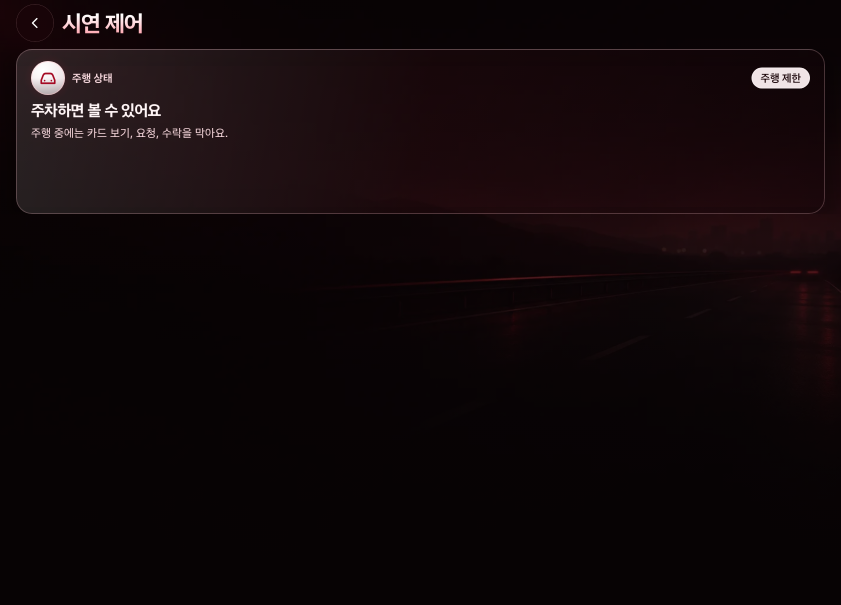 시연 제어
주행 상태
주행 제한
주차하면 볼 수 있어요
주행 중에는 카드 보기, 요청, 수락을 막아요.